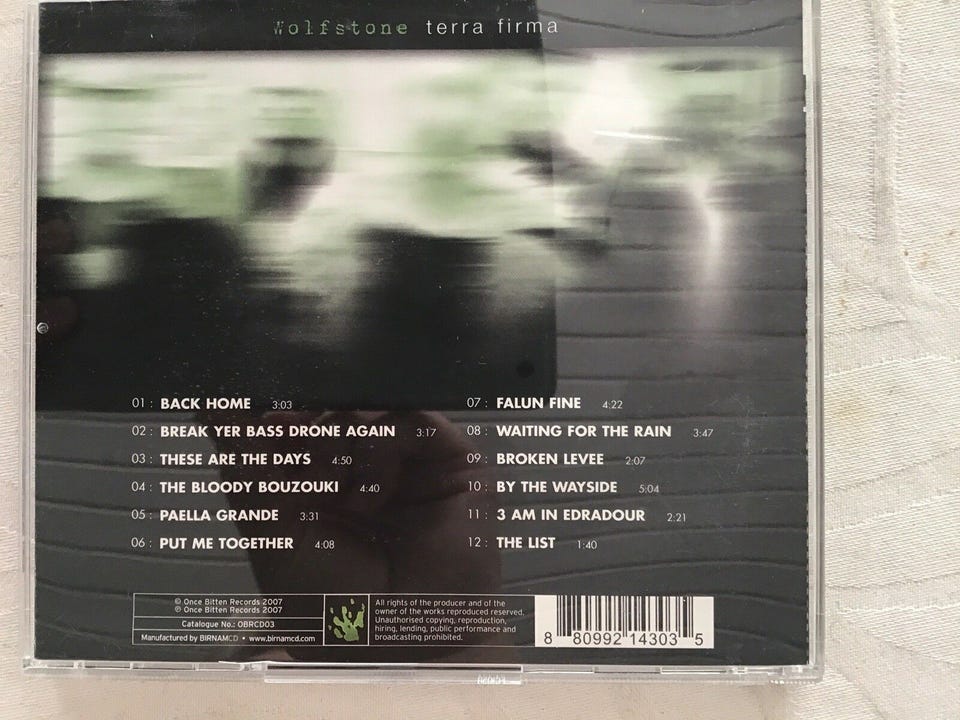 Wolfstone terra firma
01 : BACK HOME 3:03
02 : BREAK YER BASS DRONE AGAIN 3:17
03 : THESE ARE THE DAYS 4:50
04 : THE BLOODY BOUZOUKI 4:40
05 : PAELLA GRANDE 3:31
06 : PUT ME TOGETHER 4:08
07 : FALUN FINE 4:22
08 : WAITING FOR THE RAIN 3:47
09 : BROKEN LEVEE 2:07
10 : BY THE WAYSIDE 5:04
11 : 3 AM IN EDRADOUR 2:21
12 : THE LIST 1:40
© Once Bitten Records 2007
℗ Once Bitten Records 2007
Catalogue No.: OBRCD03
Manufactured by BIRNAMCD • www.birnamcd.com
All rights of the producer and of the
owner of the works reproduced reserved.
Unauthorised copying, reproduction,
hiring, lending, public performance and
broadcasting prohibited.
8 80992 14303 5